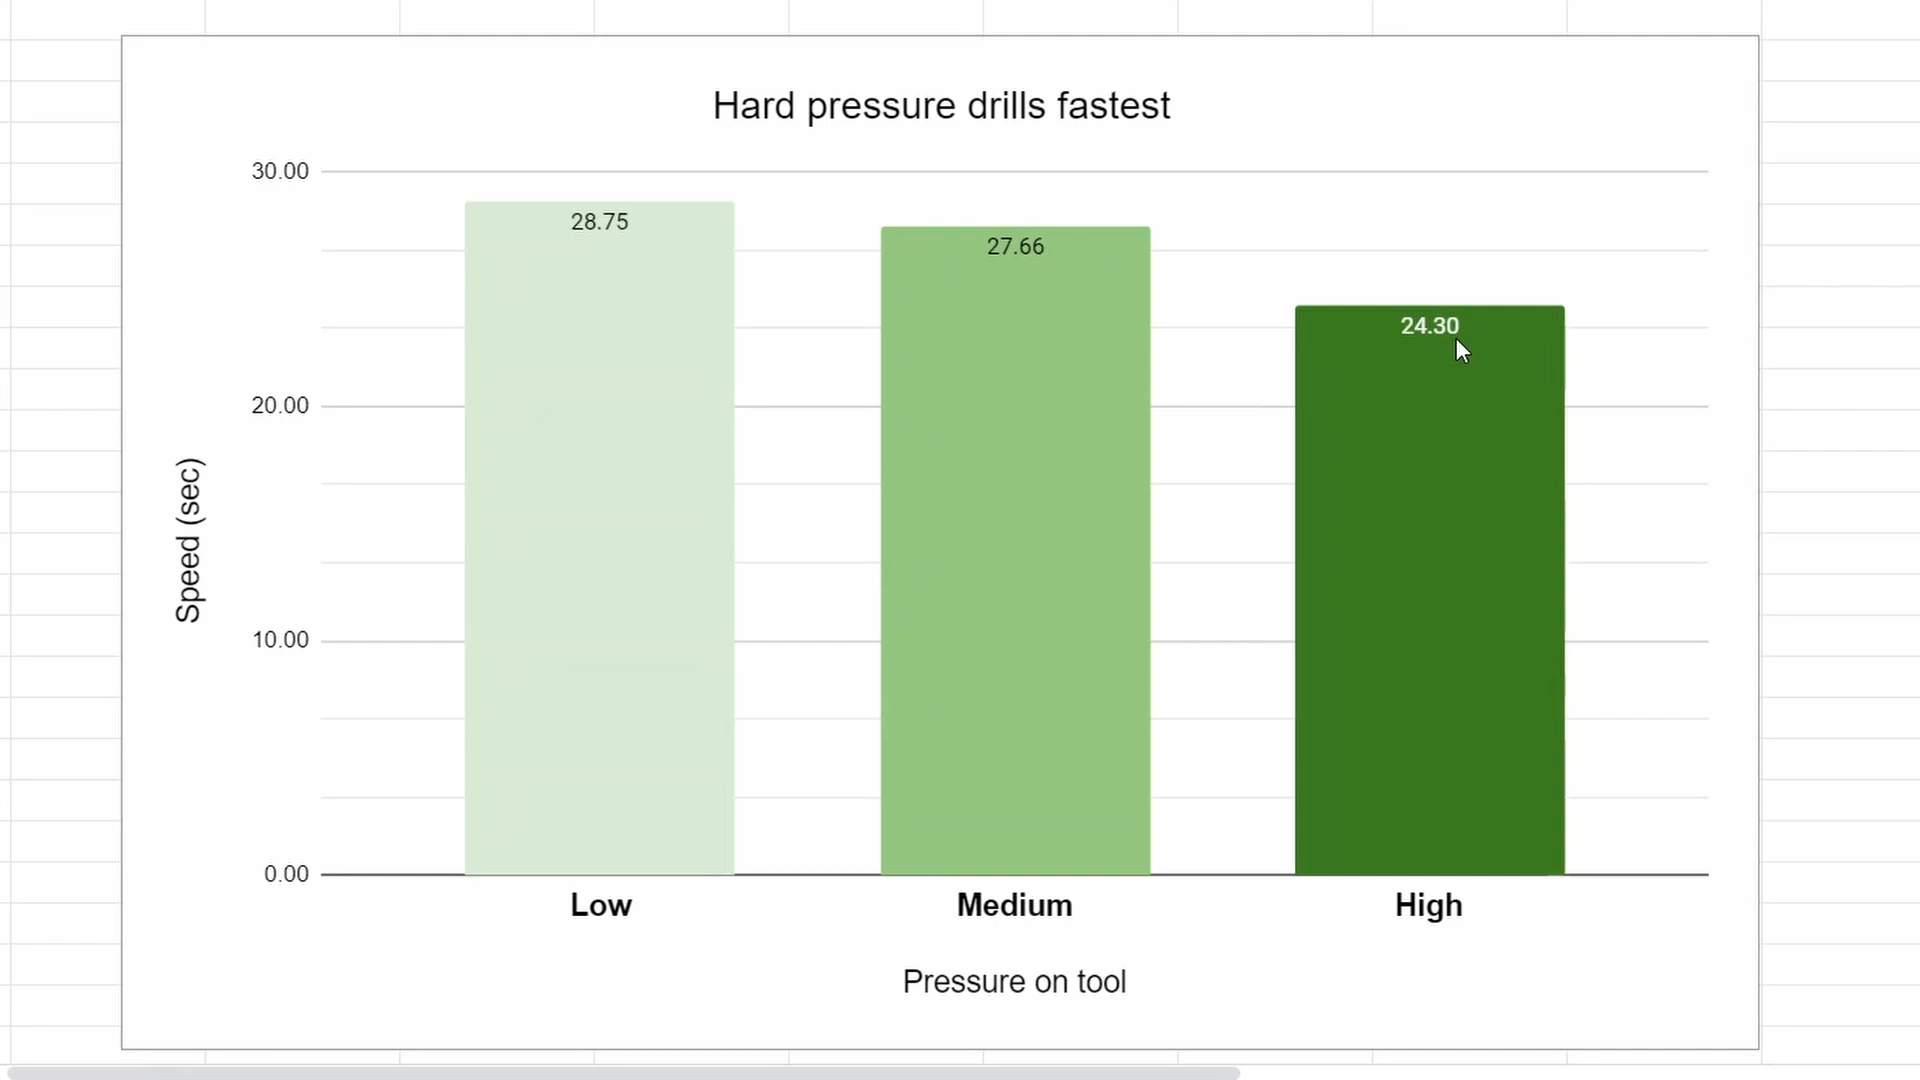 Hard pressure drills fastest
30.00
28.75
27.66
24.30
20.00
Speed (sec)
10.00
0.00
Low
Medium
High
Pressure on tool